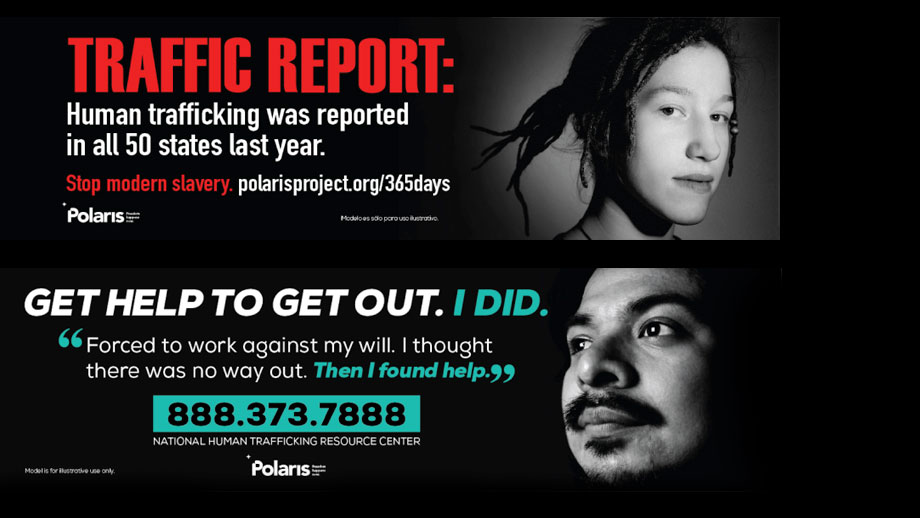 TRAFFIC REPORT:
Human trafficking was reported
in all 50 states last year.
Stop modern slavery. polarisproject.org/365days
Polaris
Modelo es sólo para uso ilustrativo.
GET HELP TO GET OUT. I DID.
“Forced to work against my will. I thought
there was no way out. Then I found help.”
888.373.7888
NATIONAL HUMAN TRAFFICKING RESOURCE CENTER
Model is for illustrative use only.
Polaris